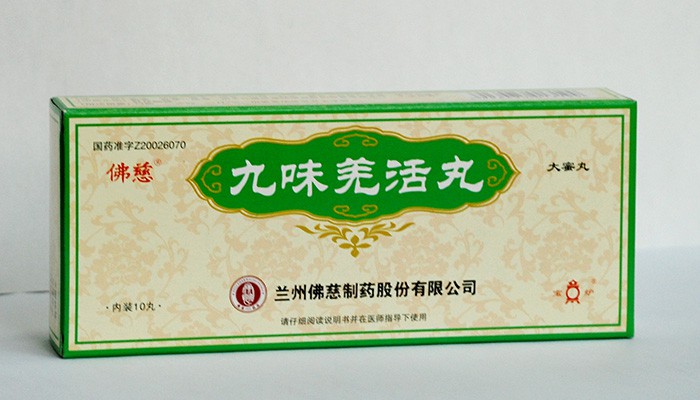 国药准字Z20026070
佛慈®
九味羌活丸
大蜜丸
·内装10丸·
兰州佛慈制药股份有限公司
宝炉®
请仔细阅读说明书并在医师指导下使用